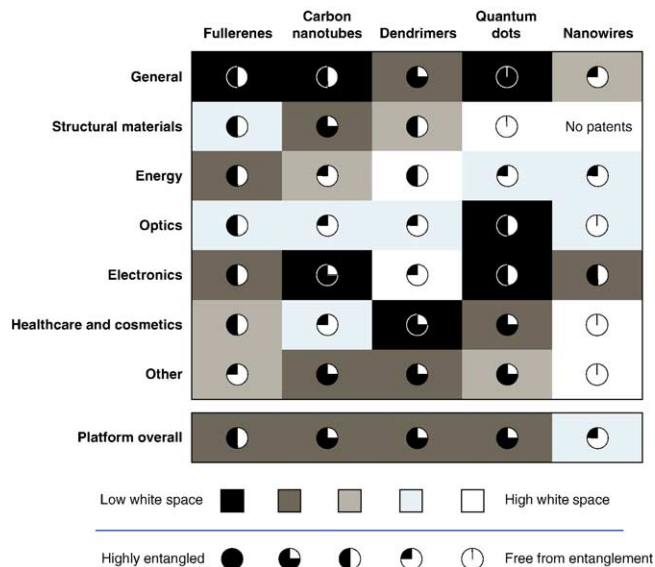 Fullerenes
Carbon
nanotubes
Dendrimers
Quantum
dots
Nanowires
General
Structural materials
No patents
Energy
Optics
Electronics
Healthcare and cosmetics
Other
Platform overall
Low white space
High white space
Highly entangled
Free from entanglement